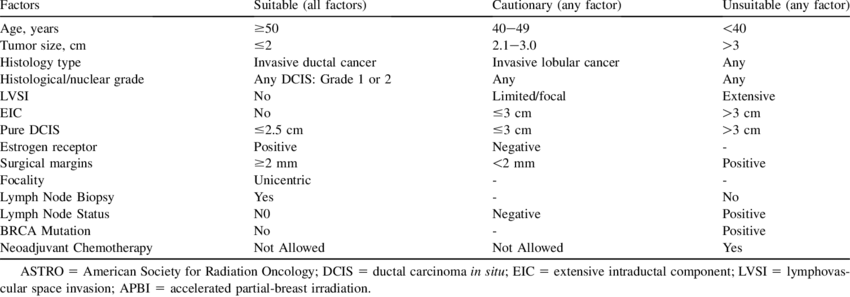 Factors Suitable (all factors) Cautionary (any factor) Unsuitable (any factor)
Age, years ≥50 40−49 <40
Tumor size, cm ≤2 2.1−3.0 >3
Histology type Invasive ductal cancer Invasive lobular cancer Any
Histological/nuclear grade Any DCIS: Grade 1 or 2 Any Any
LVSI No Limited/focal Extensive
EIC No ≤3 cm >3 cm
Pure DCIS ≤2.5 cm ≤3 cm >3 cm
Estrogen receptor Positive Negative -
Surgical margins ≥2 mm <2 mm Positive
Focality Unicentric - -
Lymph Node Biopsy Yes - No
Lymph Node Status N0 Negative Positive
BRCA Mutation No - Positive
Neoadjuvant Chemotherapy Not Allowed Not Allowed Yes
ASTRO = American Society for Radiation Oncology; DCIS = ductal carcinoma in situ; EIC = extensive intraductal component; LVSI = lymphovas-
cular space invasion; APBI = accelerated partial-breast irradiation.